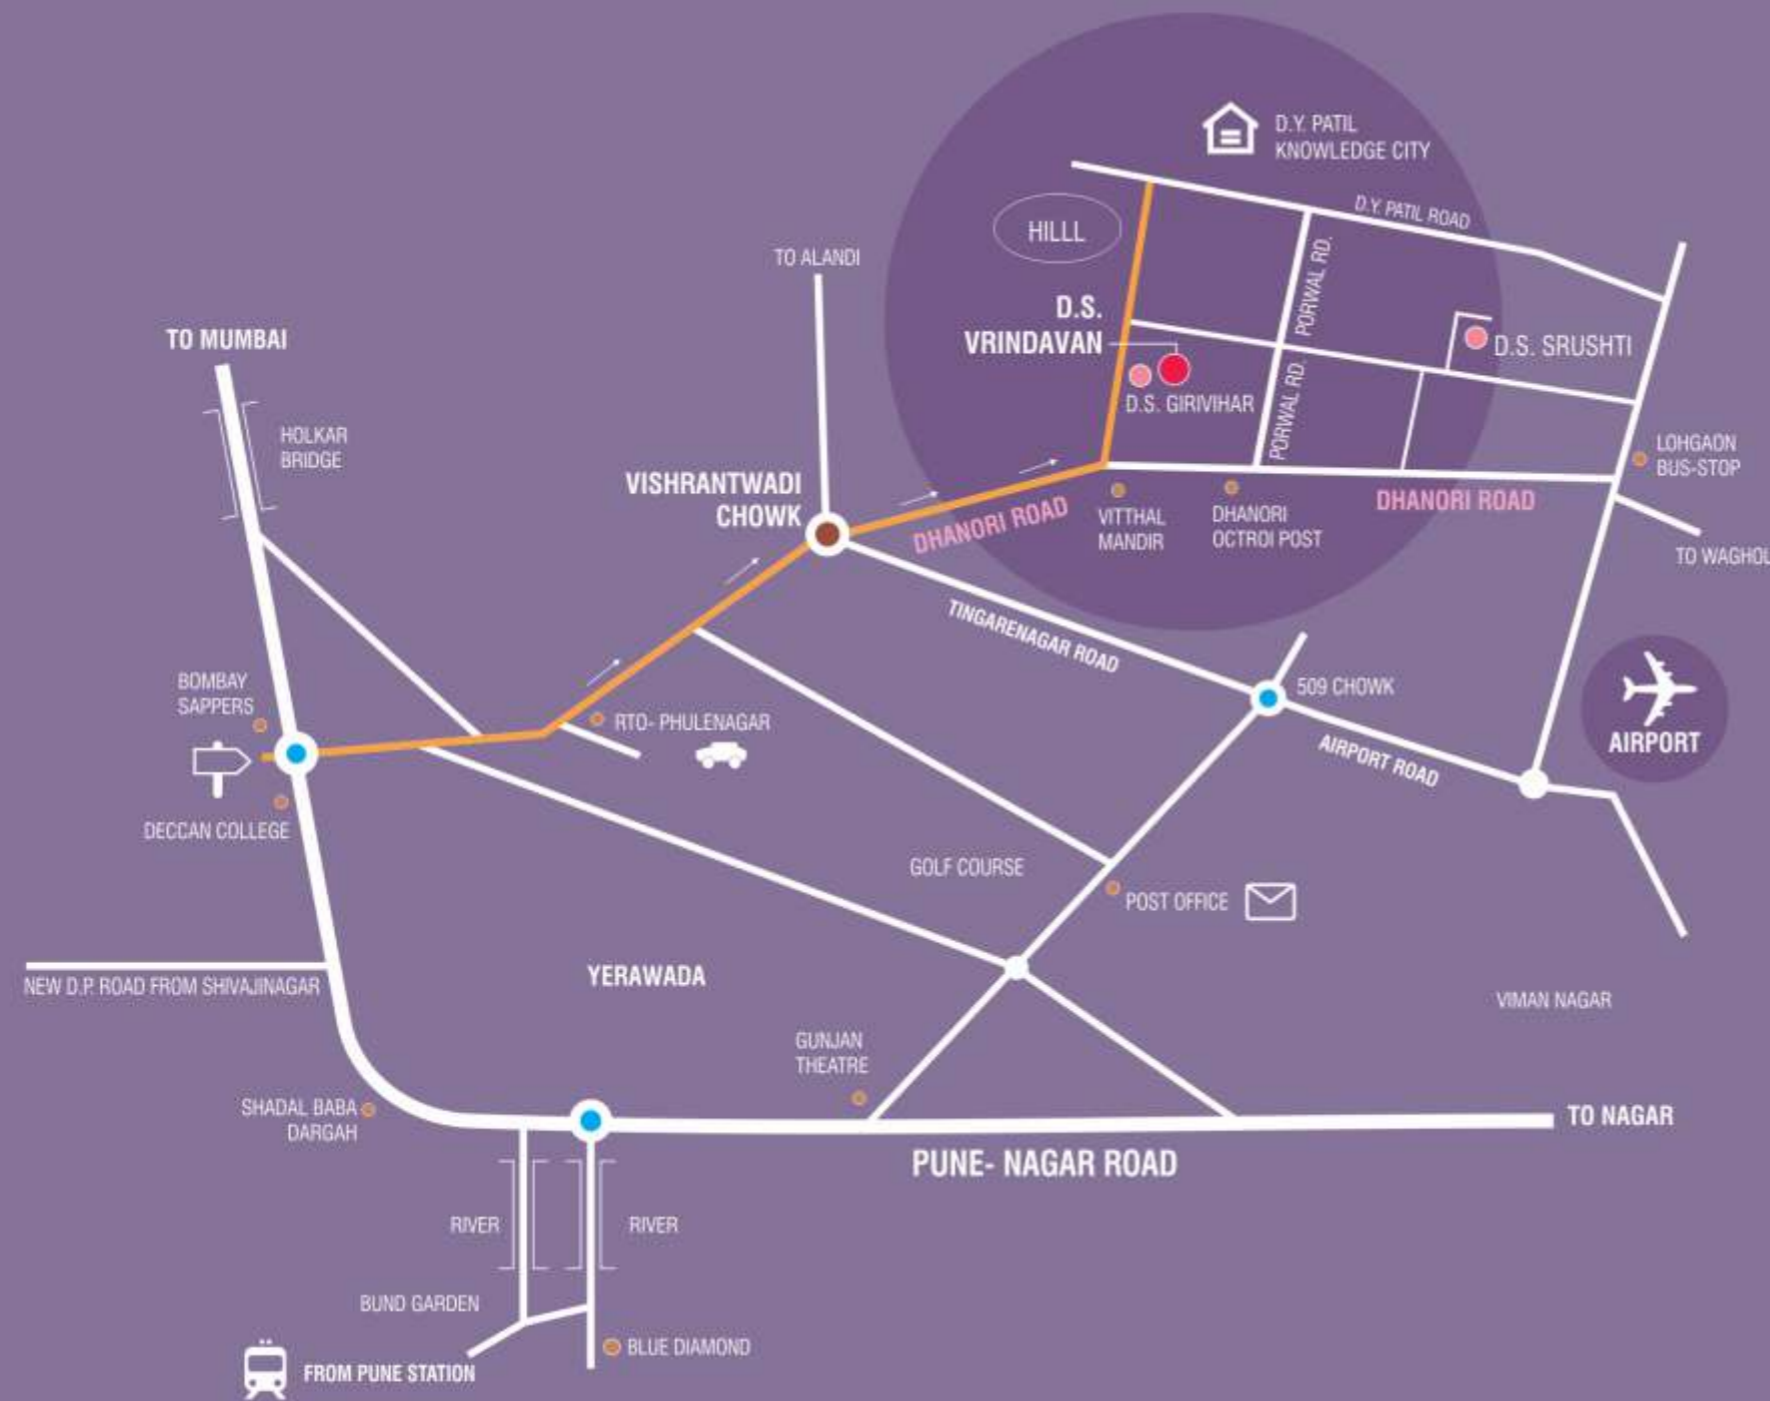 D.Y. PATIL
KNOWLEDGE CITY
D.Y. PATIL ROAD
HILLL
TO ALANDI
PORWAL RD.
D.S.
VRINDAVAN
TO MUMBAI
D.S. SRUSHTI
D.S. GIRIVIHAR
PORWAL RD.
HOLKAR
BRIDGE
LOHGAON
BUS-STOP
VISHRANTWADI
CHOWK
DHANORI ROAD
DHANORI ROAD
VITTHAL
MANDIR
DHANORI
OCTROI POST
TO WAGHOL
TINGARENAGAR ROAD
509 CHOWK
BOMBAY
SAPPERS
RTO- PHULENAGAR
AIRPORT
AIRPORT ROAD
DECCAN COLLEGE
GOLF COURSE
POST OFFICE
YERAWADA
NEW D.P. ROAD FROM SHIVAJINAGAR
VIMAN NAGAR
GUNJAN
THEATRE
SHADAL BABA
DARGAH
TO NAGAR
PUNE- NAGAR ROAD
RIVER
RIVER
BUND GARDEN
BLUE DIAMOND
FROM PUNE STATION